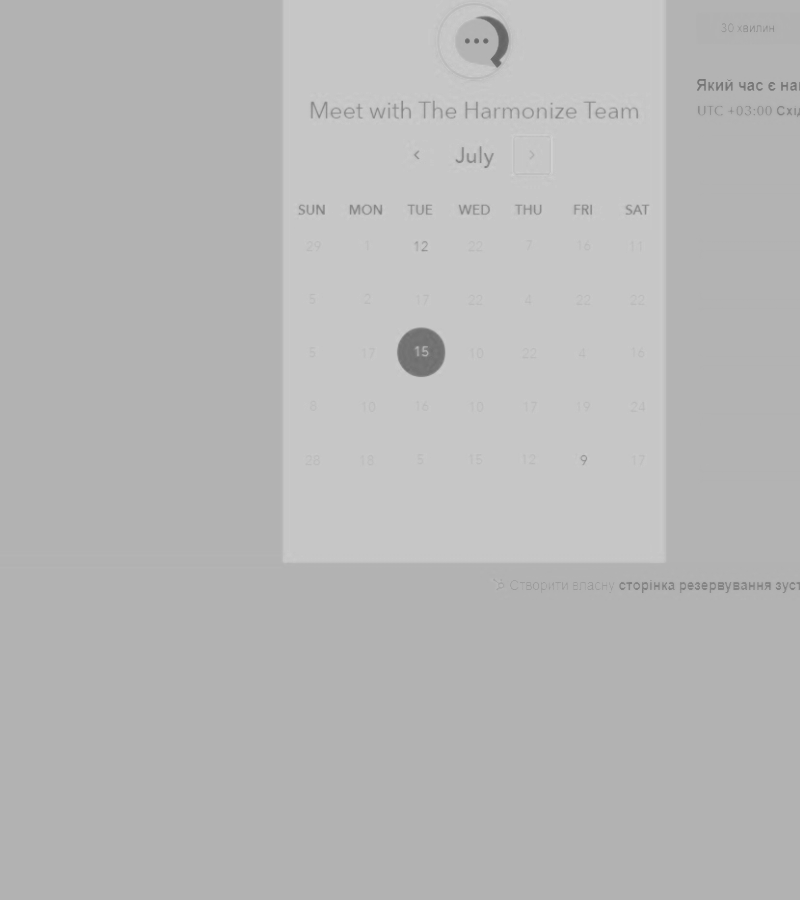 30 хвилин
Який час є
UTC +03:00
Meet with The Harmonize Team
July
SUN MON TUE WED THU FRI SAT
29 1 12 22 7 16 11
5 2 17 22 4 22 22
5 17 15 10 22 4 16
8 10 16 10 17 19 24
28 18 5 15 12 9 17
Створити власну сторінка резервування